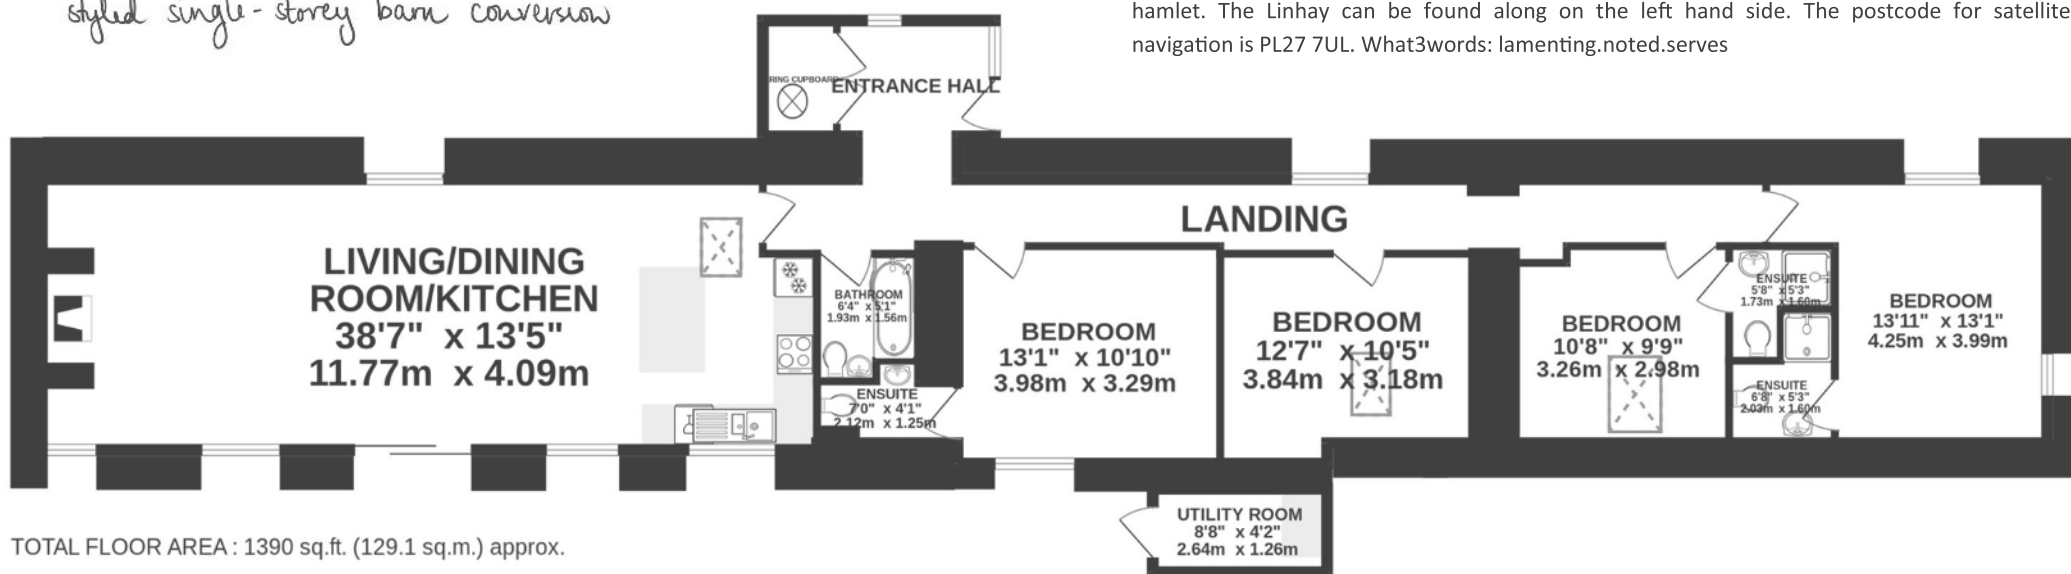 styled single-storey barn conversion
hamlet. The Linhay can be found along on the left hand side. The postcode for satellite
navigation is PL27 7UL. What3words: lamenting.noted.serves
RING CUPBOARD
ENTRANCE HALL
LANDING
LIVING/DINING
ROOM/KITCHEN
38'7" x 13'5"
11.77m x 4.09m
BATHROOM
6'4" x 5'1"
1.93m x 1.56m
ENSUITE
7'0" x 4'1"
2.12m x 1.25m
BEDROOM
13'1" x 10'10"
3.98m x 3.29m
BEDROOM
12'7" x 10'5"
3.84m x 3.18m
BEDROOM
10'8" x 9'9"
3.26m x 2.98m
ENSUITE
5'8" x 5'3"
1.73m x 1.60m
ENSUITE
6'8" x 5'3"
2.03m x 1.60m
BEDROOM
13'11" x 13'1"
4.25m x 3.99m
UTILITY ROOM
8'8" x 4'2"
2.64m x 1.26m
TOTAL FLOOR AREA : 1390 sq.ft. (129.1 sq.m.) approx.